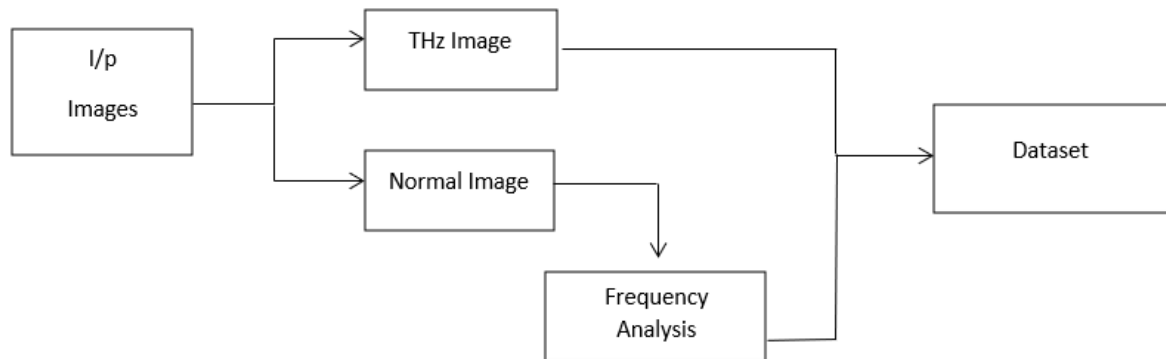 I/p
Images
THz Image
Normal Image
Frequency
Analysis
Dataset